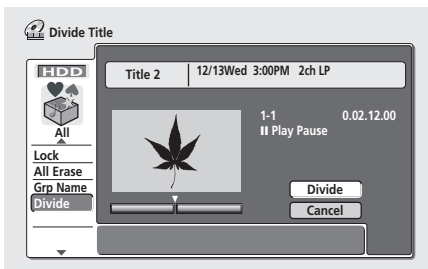 Divide Title
HDD
Title 2
12/13Wed 3:00PM 2ch LP
All
1-1 0.02.12.00
Play Pause
Lock
All Erase
Grp Name
Divide
Divide
Cancel